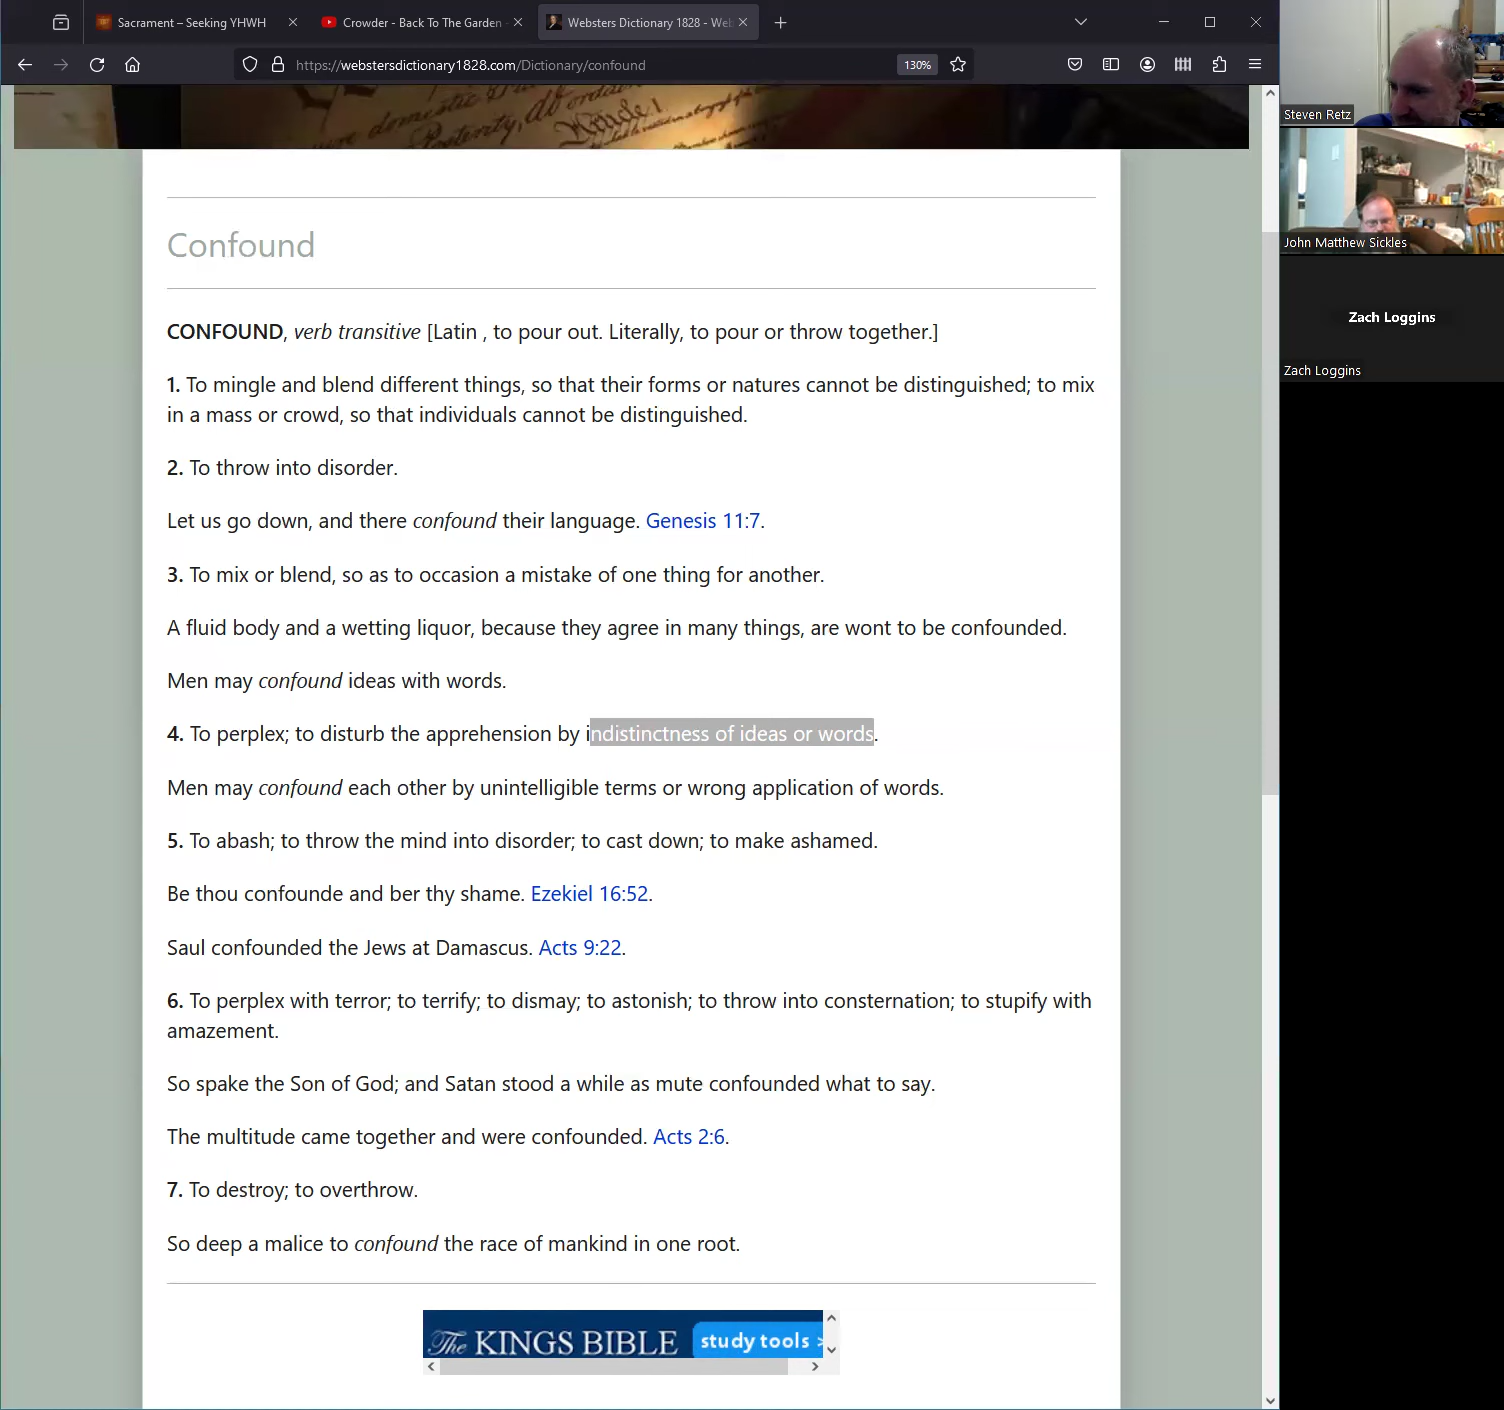 Sacrament – Seeking YHWH
Crowder - Back To The Garden -
Websters Dictionary 1828 - Web
https://webstersdictionary1828.com/Dictionary/confound
130%
Confound
CONFOUND, verb transitive [Latin , to pour out. Literally, to pour or throw together.]
1. To mingle and blend different things, so that their forms or natures cannot be distinguished; to mix
in a mass or crowd, so that individuals cannot be distinguished.
2. To throw into disorder.
Let us go down, and there confound their language. Genesis 11:7.
3. To mix or blend, so as to occasion a mistake of one thing for another.
A fluid body and a wetting liquor, because they agree in many things, are wont to be confounded.
Men may confound ideas with words.
4. To perplex; to disturb the apprehension by indistinctness of ideas or words.
Men may confound each other by unintelligible terms or wrong application of words.
5. To abash; to throw the mind into disorder; to cast down; to make ashamed.
Be thou confounde and ber thy shame. Ezekiel 16:52.
Saul confounded the Jews at Damascus. Acts 9:22.
6. To perplex with terror; to terrify; to dismay; to astonish; to throw into consternation; to stupify with
amazement.
So spake the Son of God; and Satan stood a while as mute confounded what to say.
The multitude came together and were confounded. Acts 2:6.
7. To destroy; to overthrow.
So deep a malice to confound the race of mankind in one root.
The KINGS BIBLE study tools >
Steven Retz
John Matthew Sickles
Zach Loggins
Zach Loggins